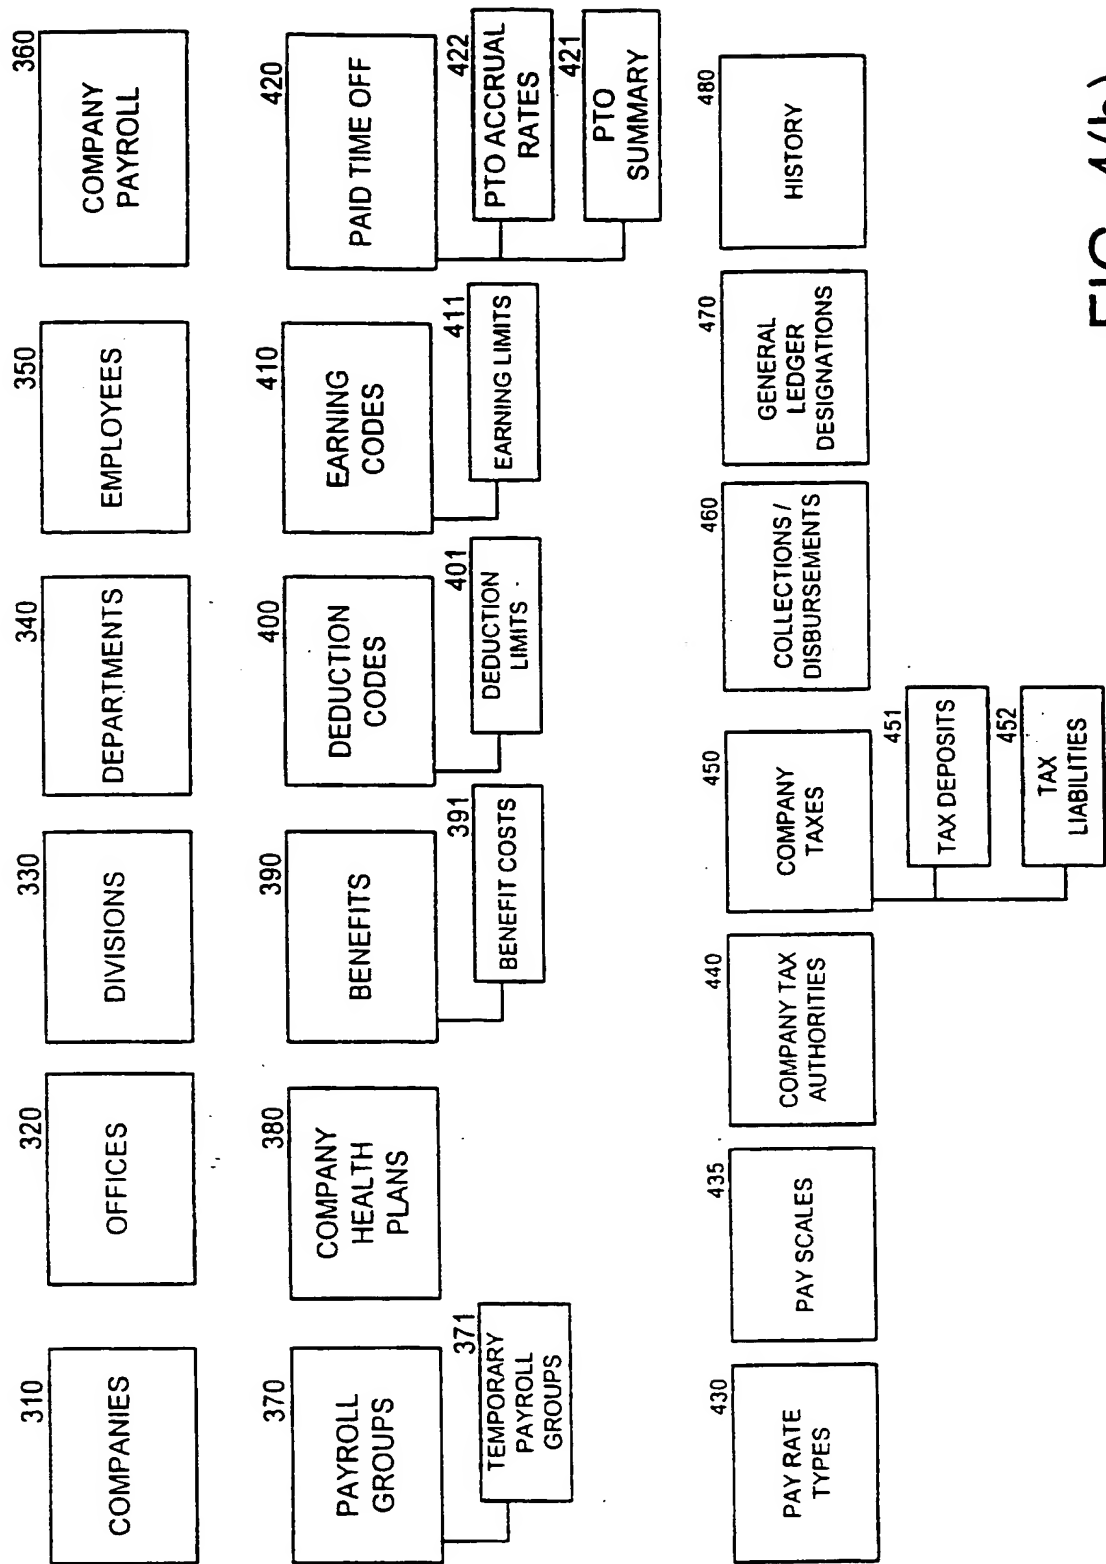 310
COMPANIES
320
OFFICES
330
DIVISIONS
340
DEPARTMENTS
350
EMPLOYEES
360
COMPANY
PAYROLL
370
PAYROLL
GROUPS
371
TEMPORARY
PAYROLL
GROUPS
380
COMPANY
HEALTH
PLANS
390
BENEFITS
391
BENEFIT COSTS
400
DEDUCTION
CODES
401
DEDUCTION
LIMITS
410
EARNING
CODES
411
EARNING LIMITS
420
PAID TIME OFF
422
PTO ACCRUAL
RATES
421
PTO
SUMMARY
430
PAY RATE
TYPES
435
PAY SCALES
440
COMPANY TAX
AUTHORITIES
450
COMPANY
TAXES
451
TAX DEPOSITS
452
TAX
LIABILITIES
460
COLLECTIONS /
DISBURSEMENTS
470
GENERAL
LEDGER
DESIGNATIONS
480
HISTORY
FIG. 4(b)